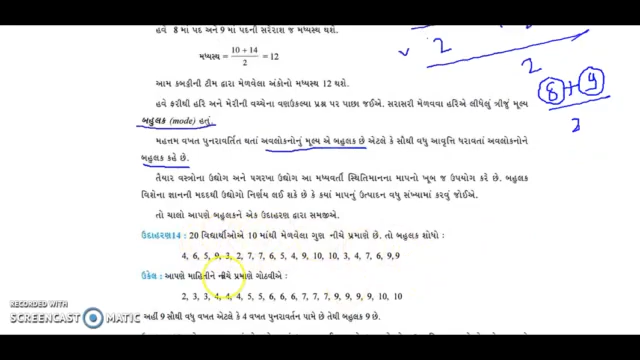 હવે 8 માં પદ અને 9 માં પદની સરેરાશ મધ્યસ્થ થશે.
મધ્યસ્થ = (10 + 14) / 2 = 12
2
2
8 + 9
2
આમ કબડ્ડીની ટીમ દ્વારા મેળવેલા અંકોનો મધ્યસ્થ 12 થશે.
હવે ફરીથી હરિ અને મેરીની વચ્ચેના વણઉકલ્યા પ્રશ્ન પર પાછા જઈએ. સરાસરી મેળવવા હરિએ લીધેલું ત્રીજું મૂલ્ય
બહુલક (mode) હતું.
મહત્તમ વખત પુનરાવર્તિત થતાં અવલોકનોનું મૂલ્ય એ બહુલક છે એટલે કે સૌથી વધુ આવૃત્તિ ધરાવતાં અવલોકનોને
બહુલક કહે છે.
તૈયાર વસ્ત્રોના ઉદ્યોગ અને પગરખા ઉદ્યોગ આ મધ્યવર્તી સ્થિતિમાનના માપનો ખૂબ જ ઉપયોગ કરે છે. બહુલક
વિશેના જ્ઞાનની મદદથી ઉદ્યોગો નિર્ણય લઈ શકે છે કે ક્યાં માપનું ઉત્પાદન વધુ સંખ્યામાં કરવું જોઈએ.
તો ચાલો આપણે બહુલકને એક ઉદાહરણ દ્વારા સમજીએ.
ઉદાહરણ 14 : 20 વિદ્યાર્થીઓએ 10 માંથી મેળવેલા ગુણ નીચે પ્રમાણે છે. તો બહુલક શોધો :
4, 6, 5, 9, 3, 2, 7, 7, 6, 5, 4, 9, 10, 10, 3, 4, 7, 6, 9, 9
ઉકેલ : આપણે માહિતીને નીચે પ્રમાણે ગોઠવીએ :
2, 3, 3, 4, 4, 4, 5, 5, 6, 6, 6, 7, 7, 7, 9, 9, 9, 9, 10, 10
અહીં 9 સૌથી વધુ વખત એટલે કે 4 વખત પુનરાવર્તન પામે છે તેથી બહુલક 9 છે.
RECORDED WITH
SCREENCAST MATIC